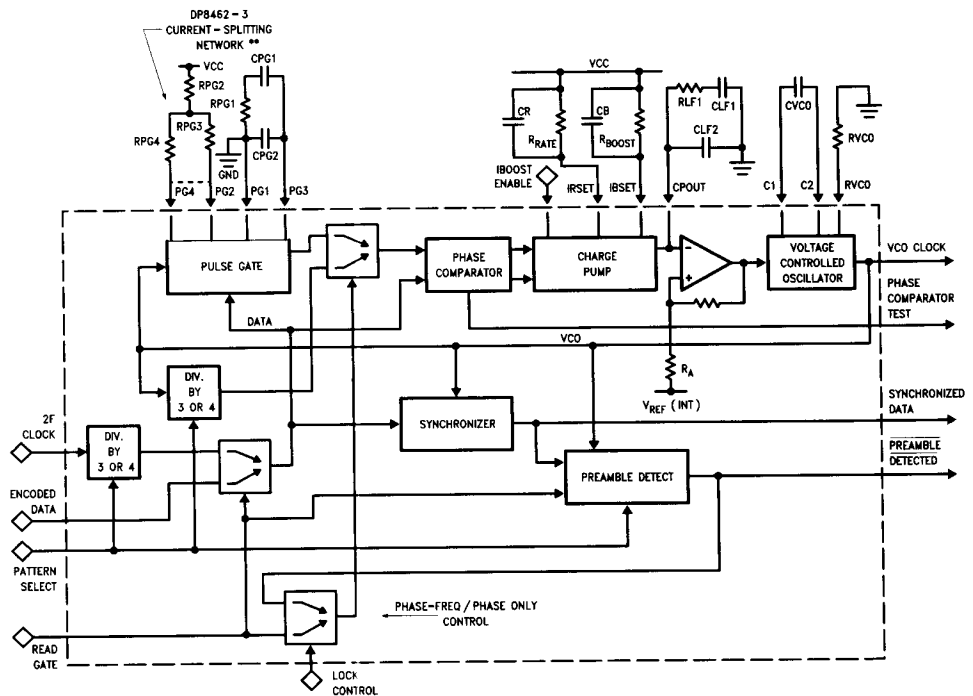 DP8462-3
CURRENT-SPLITTING
NETWORK **
VCC
RPG2
RPG4
RPG3
RPG1
CPG1
CPG2
GND
PG4
PG2
PG1
PG3
VCC
CR
RRATE
CB
RBOOST
IBOOST
ENABLE
IRSET
IBSET
RLF1
CLF1
CLF2
CPOUT
CVCO
RVCO
C1
C2
RVCO
PULSE GATE
PHASE
COMPARATOR
CHARGE
PUMP
-
+
VOLTAGE
CONTROLLED
OSCILLATOR
VCO CLOCK
PHASE
COMPARATOR
TEST
DATA
VCO
RA
VREF (INT)
DIV.
BY
3 OR 4
SYNCHRONIZER
SYNCHRONIZED
DATA
2F
CLOCK
DIV.
BY
3 OR 4
PREAMBLE DETECT
PREAMBLE
DETECTED
ENCODED
DATA
PATTERN
SELECT
PHASE-FREQ / PHASE ONLY
CONTROL
READ
GATE
LOCK
CONTROL